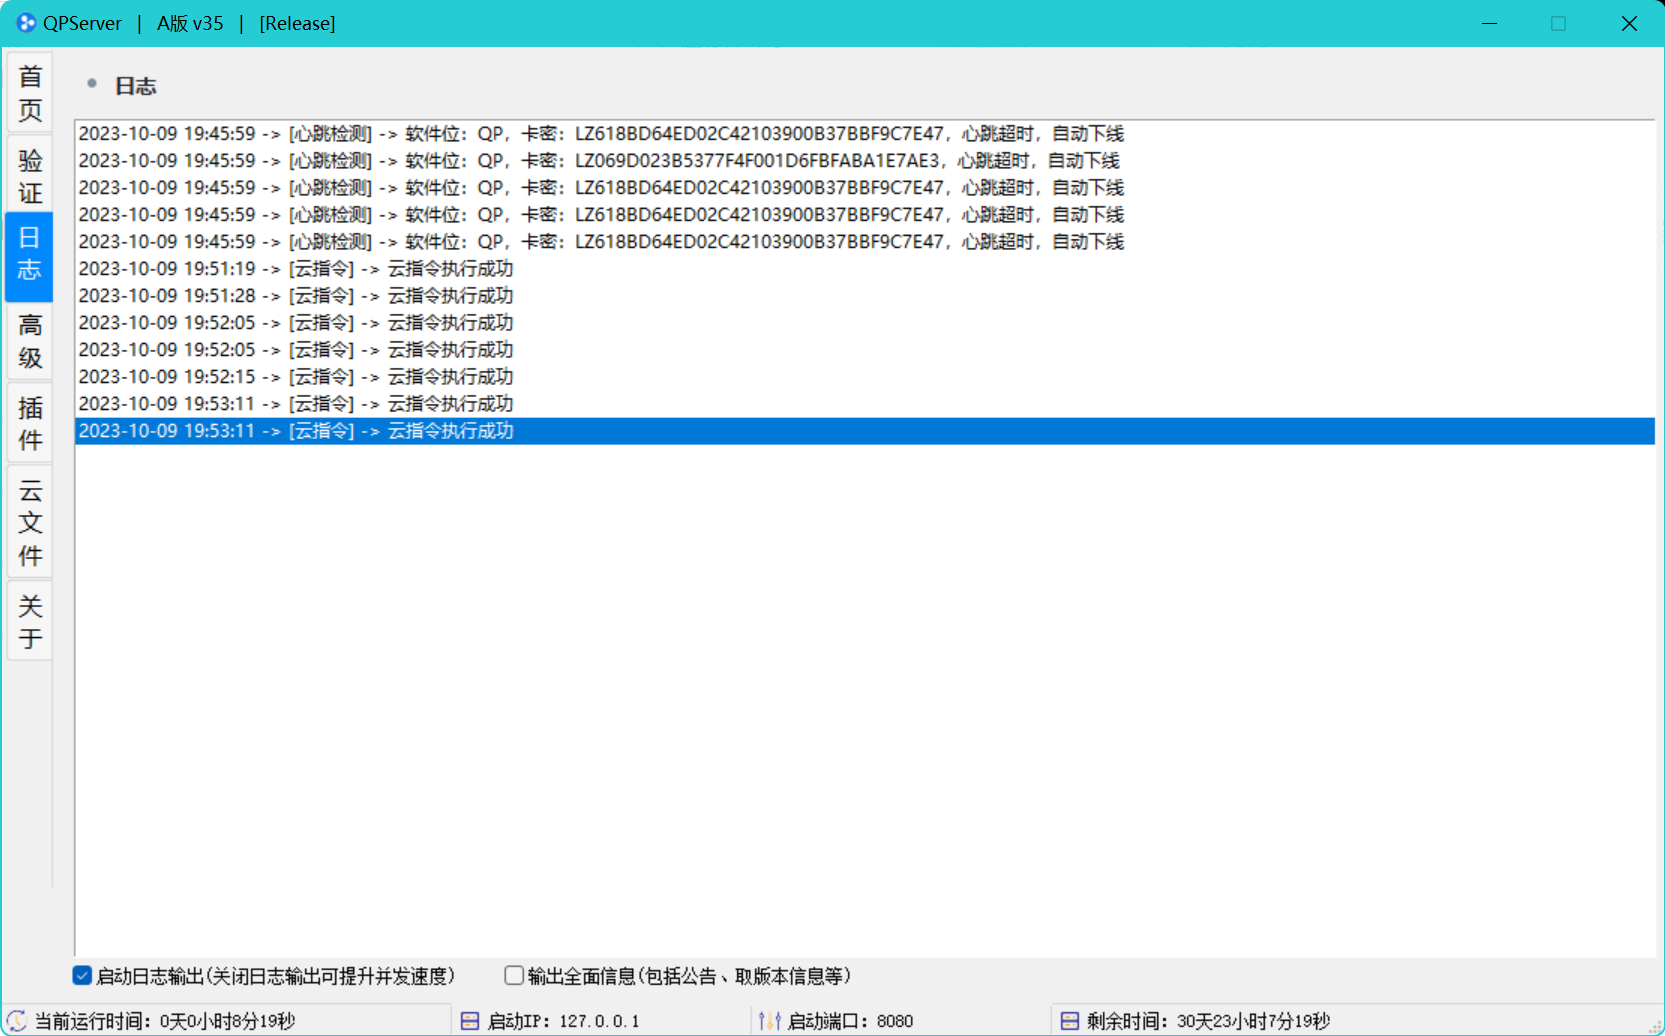 QPServer | A版 v35 | [Release]
首页
验证
日志
高级
插件
云文件
关于
日志
2023-10-09 19:45:59 -> [心跳检测] -> 软件位：QP，卡密：LZ618BD64ED02C42103900B37BBF9C7E47，心跳超时，自动下线
2023-10-09 19:45:59 -> [心跳检测] -> 软件位：QP，卡密：LZ069D023B5377F4F001D6FBFABA1E7AE3，心跳超时，自动下线
2023-10-09 19:45:59 -> [心跳检测] -> 软件位：QP，卡密：LZ618BD64ED02C42103900B37BBF9C7E47，心跳超时，自动下线
2023-10-09 19:45:59 -> [心跳检测] -> 软件位：QP，卡密：LZ618BD64ED02C42103900B37BBF9C7E47，心跳超时，自动下线
2023-10-09 19:45:59 -> [心跳检测] -> 软件位：QP，卡密：LZ618BD64ED02C42103900B37BBF9C7E47，心跳超时，自动下线
2023-10-09 19:51:19 -> [云指令] -> 云指令执行成功
2023-10-09 19:51:28 -> [云指令] -> 云指令执行成功
2023-10-09 19:52:05 -> [云指令] -> 云指令执行成功
2023-10-09 19:52:05 -> [云指令] -> 云指令执行成功
2023-10-09 19:52:15 -> [云指令] -> 云指令执行成功
2023-10-09 19:53:11 -> [云指令] -> 云指令执行成功
2023-10-09 19:53:11 -> [云指令] -> 云指令执行成功
启动日志输出(关闭日志输出可提升并发速度)
输出全面信息(包括公告、取版本信息等)
当前运行时间：0天0小时8分19秒
启动IP：127.0.0.1
启动端口：8080
剩余时间：30天23小时7分19秒